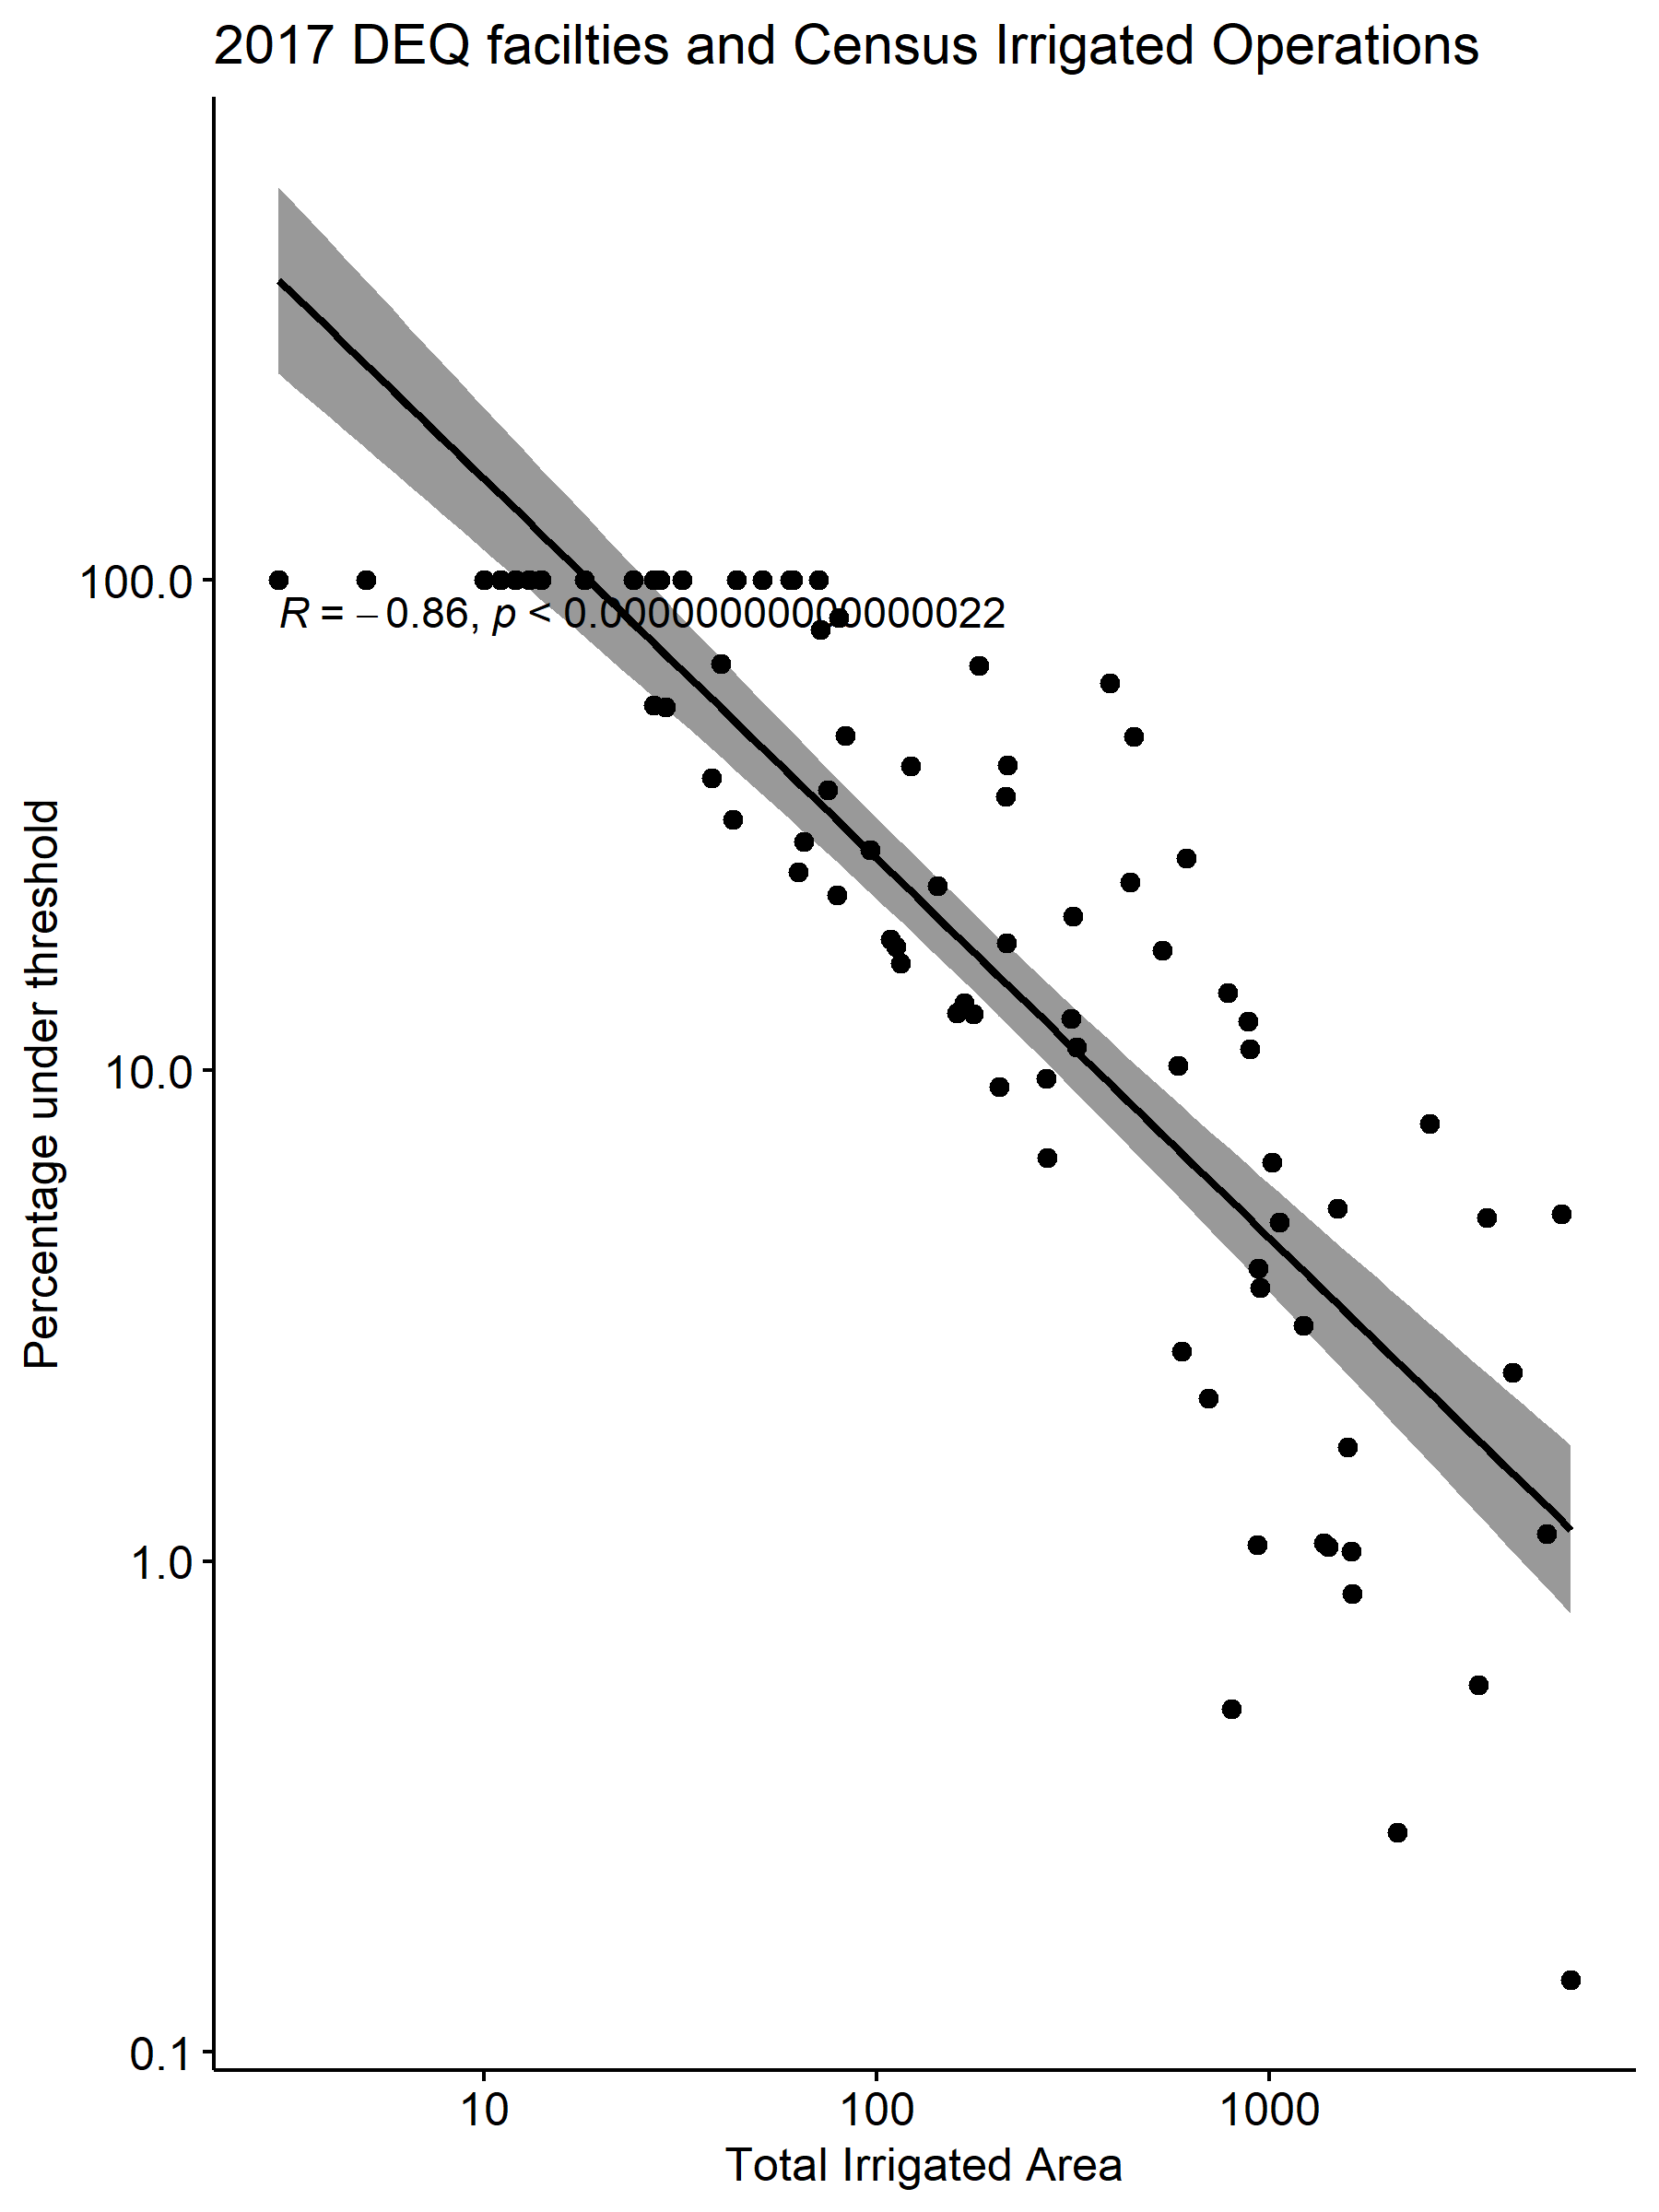 2017 DEQ facilties and Census Irrigated Operations
Percentage under threshold
100.0
R = −0.86, p < 0.00000000000000022
10.0
1.0
0.1
10 100 1000
Total Irrigated Area